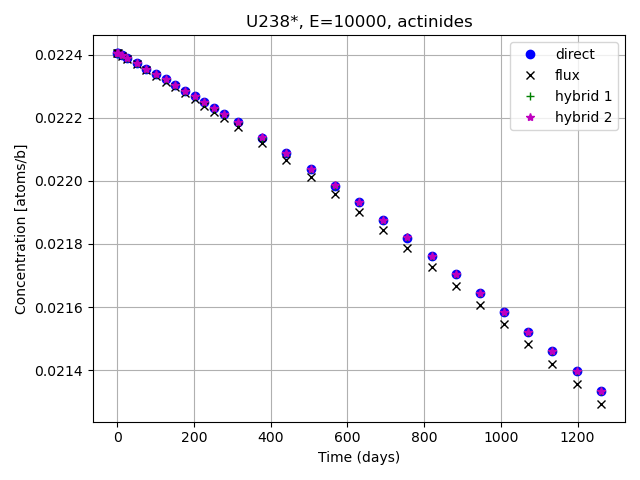 U238*, E=10000, actinides
direct
flux
hybrid 1
hybrid 2
Concentration [atoms/b]
0.0224
0.0222
0.0220
0.0218
0.0216
0.0214
0 200 400 600 800 1000 1200
Time (days)